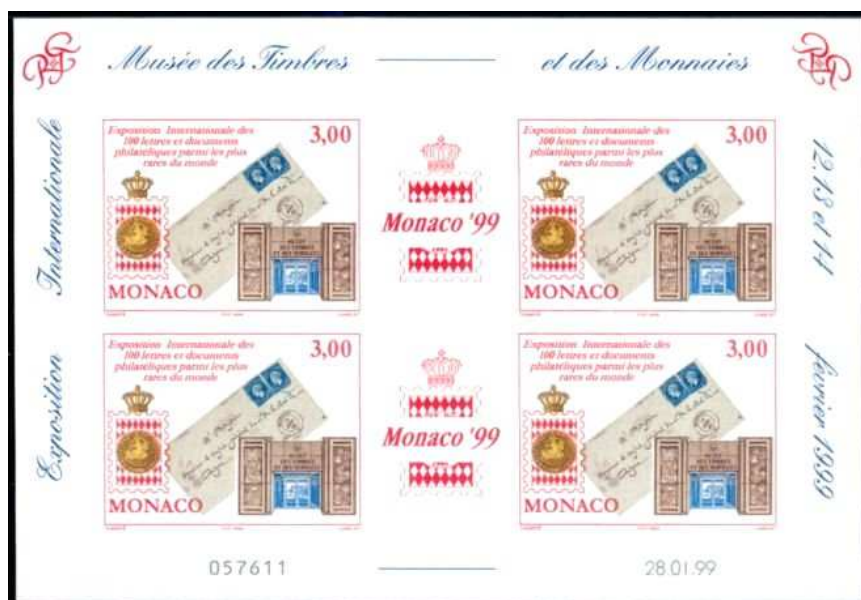 Musée des Timbres et des Monnaies
Exposition Internationale
12.13 et 14 février 1999
Exposition Internationale des
100 lettres et documents
philatéliques parmi les plus
rares du monde
3,00
MONACO
Monaco '99
Exposition Internationale des
100 lettres et documents
philatéliques parmi les plus
rares du monde
3,00
MONACO
Exposition Internationale des
100 lettres et documents
philatéliques parmi les plus
rares du monde
3,00
MONACO
Monaco '99
Exposition Internationale des
100 lettres et documents
philatéliques parmi les plus
rares du monde
3,00
MONACO
057611
28.01.99